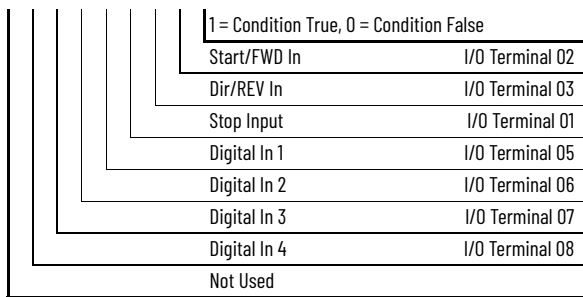 1 = Condition True, 0 = Condition False
Start/FWD In I/O Terminal 02
Dir/REV In I/O Terminal 03
Stop Input I/O Terminal 01
Digital In 1 I/O Terminal 05
Digital In 2 I/O Terminal 06
Digital In 3 I/O Terminal 07
Digital In 4 I/O Terminal 08
Not Used